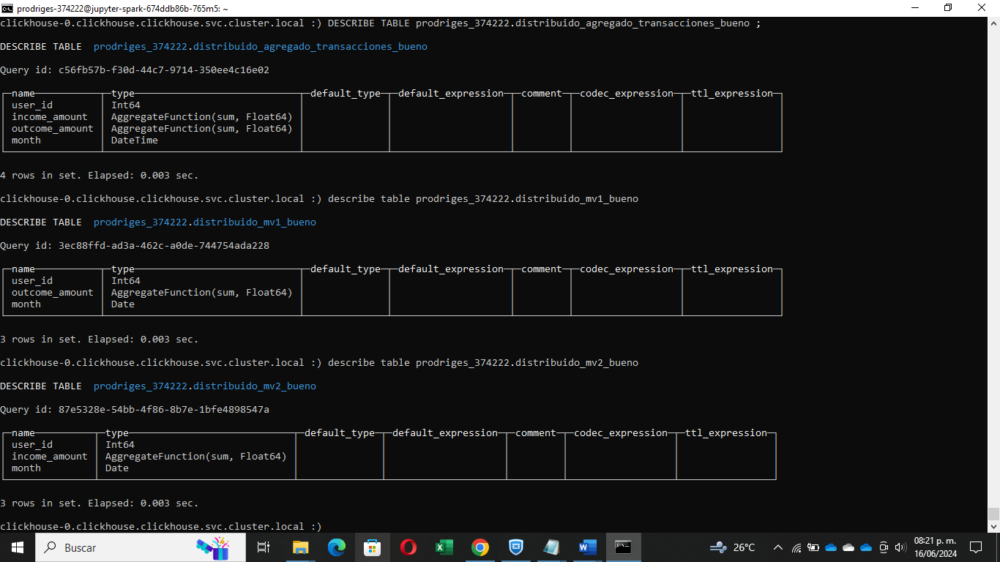 prodriges-374222@jupyter-spark-674ddb86b-765m5: ~
clickhouse-0.clickhouse.clickhouse.svc.cluster.local :) DESCRIBE TABLE prodriges_374222.distribuido_agregado_transacciones_bueno ;
DESCRIBE TABLE prodriges_374222.distribuido_agregado_transacciones_bueno
Query id: c56fb57b-f30d-44c7-9714-350ee4c16e02
name type default_type default_expression comment codec_expression ttl_expression
user_id Int64
income_amount AggregateFunction(sum, Float64)
outcome_amount AggregateFunction(sum, Float64)
month DateTime
4 rows in set. Elapsed: 0.003 sec.
clickhouse-0.clickhouse.clickhouse.svc.cluster.local :) describe table prodriges_374222.distribuido_mv1_bueno
DESCRIBE TABLE prodriges_374222.distribuido_mv1_bueno
Query id: 3ec88ffd-ad3a-462c-a0de-744754ada228
name type default_type default_expression comment codec_expression ttl_expression
user_id Int64
outcome_amount AggregateFunction(sum, Float64)
month Date
3 rows in set. Elapsed: 0.003 sec.
clickhouse-0.clickhouse.clickhouse.svc.cluster.local :) describe table prodriges_374222.distribuido_mv2_bueno
DESCRIBE TABLE prodriges_374222.distribuido_mv2_bueno
Query id: 87e5328e-54bb-4f86-8b7e-1bfe4898547a
name type default_type default_expression comment codec_expression ttl_expression
user_id Int64
income_amount AggregateFunction(sum, Float64)
month Date
3 rows in set. Elapsed: 0.003 sec.
clickhouse-0.clickhouse.clickhouse.svc.cluster.local :)
Buscar
26°C
08:21 p. m.
16/06/2024